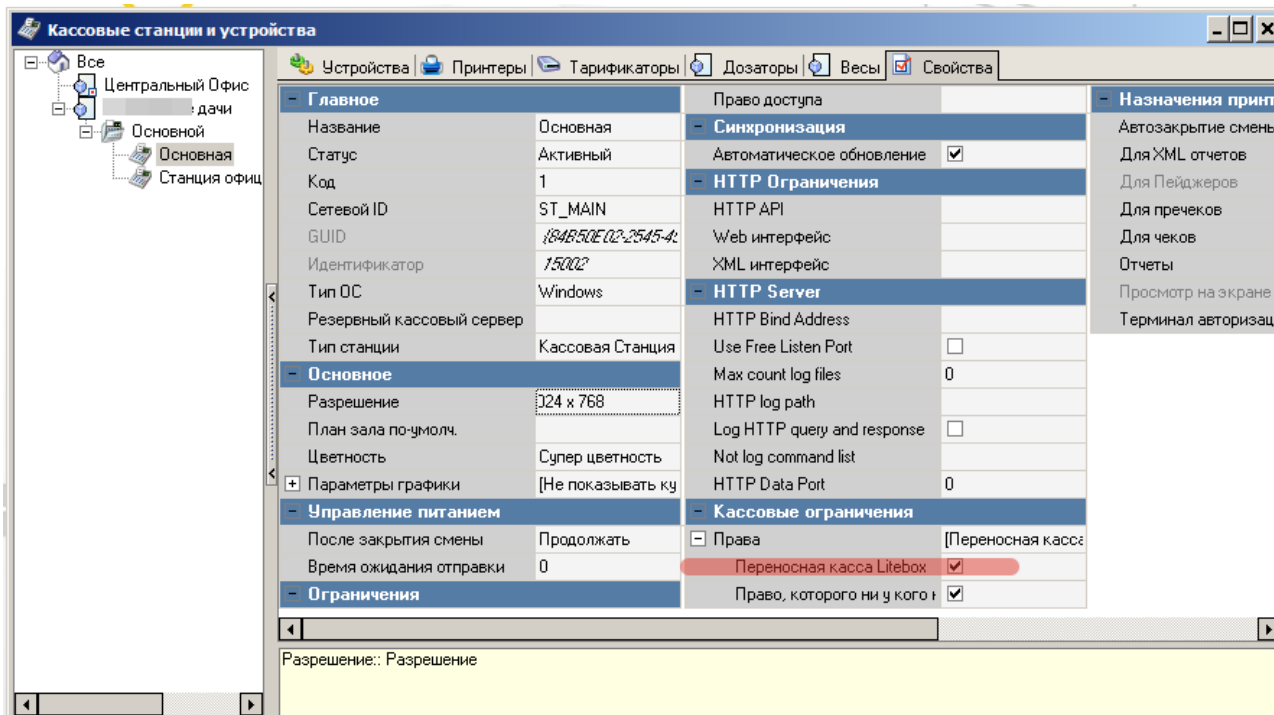 Кассовые станции и устройства
Все
Центральный Офис
дачи
Основной
Основная
Станция офиц
Устройства Принтеры Тарификаторы Дозаторы Весы Свойства
Главное
Название Основная
Статус Активный
Код 1
Сетевой ID ST_MAIN
GUID {84B50E02-2545-4
Идентификатор 15002
Тип ОС Windows
Резервный кассовый сервер
Тип станции Кассовая Станция
Основное
Разрешение 024 x 768
План зала по-умолч.
Цветность Супер цветность
Параметры графики [Не показывать ку
Управление питанием
После закрытия смены Продолжать
Время ожидания отправки 0
Ограничения
Право доступа
Синхронизация
Автоматическое обновление
HTTP Ограничения
HTTP API
Web интерфейс
XML интерфейс
HTTP Server
HTTP Bind Address
Use Free Listen Port
Max count log files 0
HTTP log path
Log HTTP query and response
Not log command list
HTTP Data Port 0
Кассовые ограничения
Права [Переносная касса
Переносная касса Litebox
Право, которого ни у кого н
Назначения принт
Автозакрытие смены
Для XML отчетов
Для Пейджеров
Для пречеков
Для чеков
Отчеты
Просмотр на экране
Терминал авторизац
Разрешение:: Разрешение